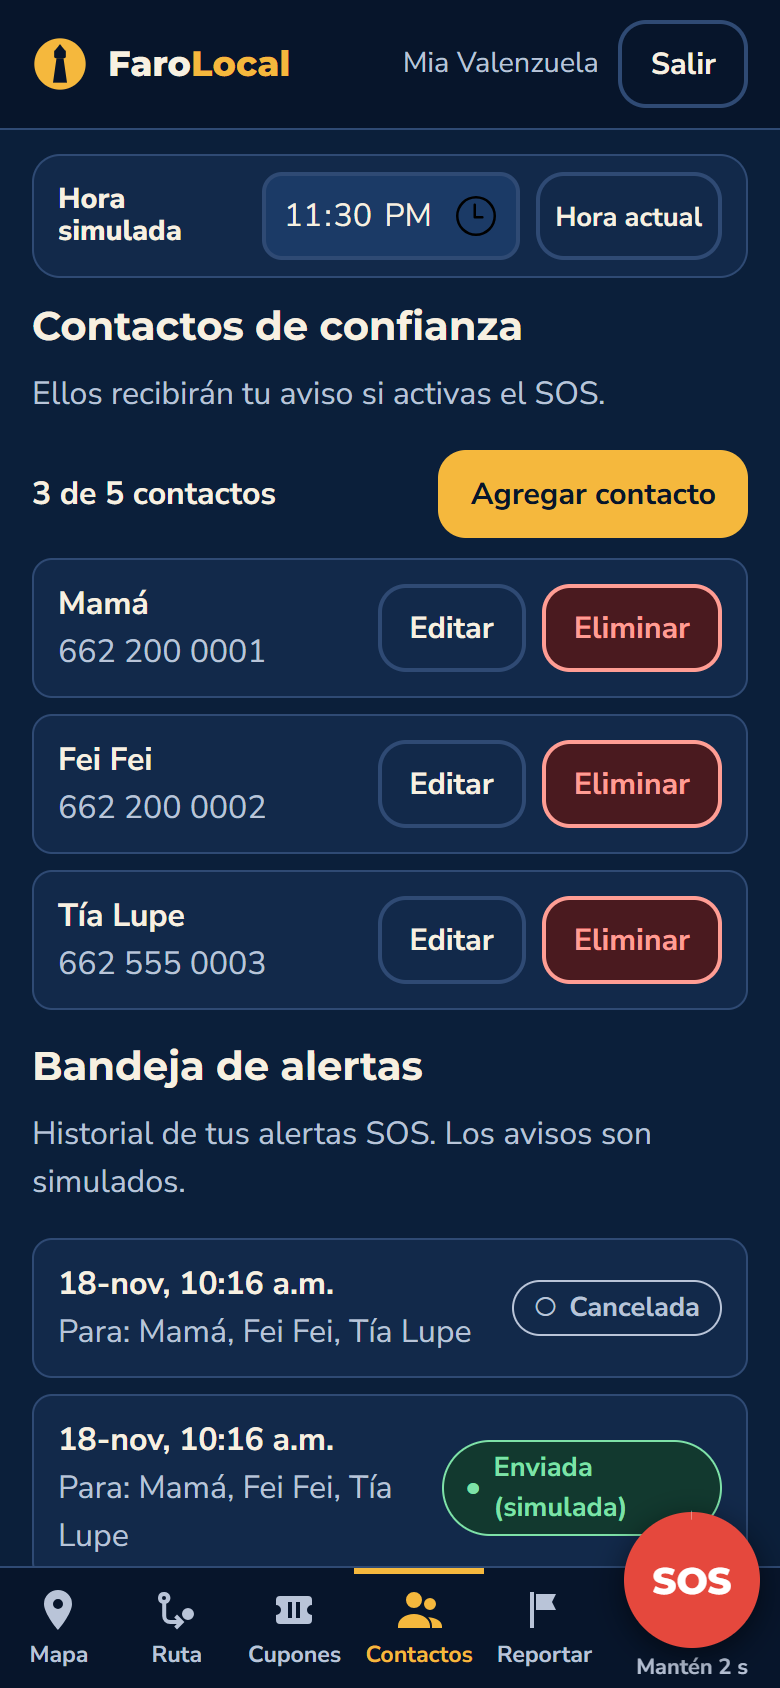 FaroLocal
Mia Valenzuela
Salir
Hora
simulada
11:30 PM
Hora actual
Contactos de confianza
Ellos recibirán tu aviso si activas el SOS.
3 de 5 contactos
Agregar contacto
Mamá
662 200 0001
Editar
Eliminar
Fei Fei
662 200 0002
Editar
Eliminar
Tía Lupe
662 555 0003
Editar
Eliminar
Bandeja de alertas
Historial de tus alertas SOS. Los avisos son
simulados.
18-nov, 10:16 a.m.
Para: Mamá, Fei Fei, Tía Lupe
Cancelada
18-nov, 10:16 a.m.
Para: Mamá, Fei Fei, Tía
Lupe
Enviada
(simulada)
SOS
Mapa
Ruta
Cupones
Contactos
Reportar
Mantén 2 s